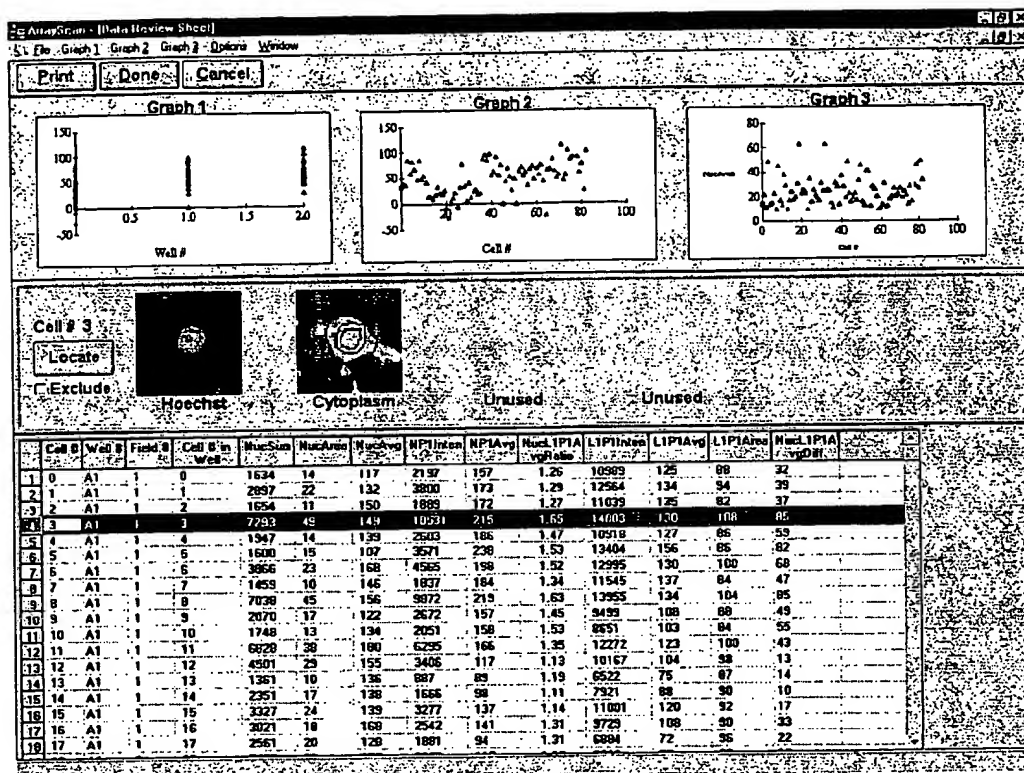 ArrayScan - [Data Review Sheet]
File Graph 1 Graph 2 Graph 3 Options Window
Print Done Cancel
Graph 1 Graph 2 Graph 3
150 100 50 0 -50
0.5 1.0 1.5 2.0
Well #
150 100 50 0 -50
20 40 60 80 100
Cell #
80 60 40 20 0
NucArea
0 20 40 60 80 100
Cell #
Cell # 3
Locate
Exclude
Hoechst Cytoplasm Unused Unused
Cell # Well # Field # Cell # in Well NucSum NucArea NucAvg NP1Inten NP1Avg NucL1P1AvgRatio L1P1Inten L1P1Avg L1P1Area NucL1P1AvgDiff
1 0 A1 1 0 1634 14 117 2197 157 1.26 10989 125 88 32
2 1 A1 1 1 2897 22 132 3800 173 1.29 12564 134 94 39
3 2 A1 1 2 1654 11 150 1889 172 1.27 11039 135 82 37
4 3 A1 1 3 7293 49 149 10531 215 1.65 14003 130 108 85
5 4 A1 1 4 1947 14 139 2603 186 1.47 10918 127 86 59
6 5 A1 1 5 1600 15 107 3571 238 1.53 13404 156 86 82
7 6 A1 1 6 3866 23 168 4565 198 1.52 12995 130 100 68
8 7 A1 1 7 1459 10 146 1837 184 1.34 11545 137 84 47
9 8 A1 1 8 7038 45 156 9872 219 1.63 13955 134 104 85
10 9 A1 1 9 2070 17 122 2672 157 1.45 9499 108 88 49
11 10 A1 1 10 1748 13 134 2051 158 1.53 8651 103 84 55
12 11 A1 1 11 6828 38 180 6295 166 1.35 12272 123 100 43
13 12 A1 1 12 4501 29 155 3406 117 1.13 10167 104 98 13
14 13 A1 1 13 1361 10 136 887 89 1.19 6522 75 87 14
15 14 A1 1 14 2351 17 138 1666 98 1.11 7921 88 90 10
16 15 A1 1 15 3327 24 139 3277 137 1.14 11001 120 92 17
17 16 A1 1 16 3021 18 168 2542 141 1.31 9729 108 90 33
18 17 A1 1 17 2561 20 128 1881 94 1.31 6884 72 96 22